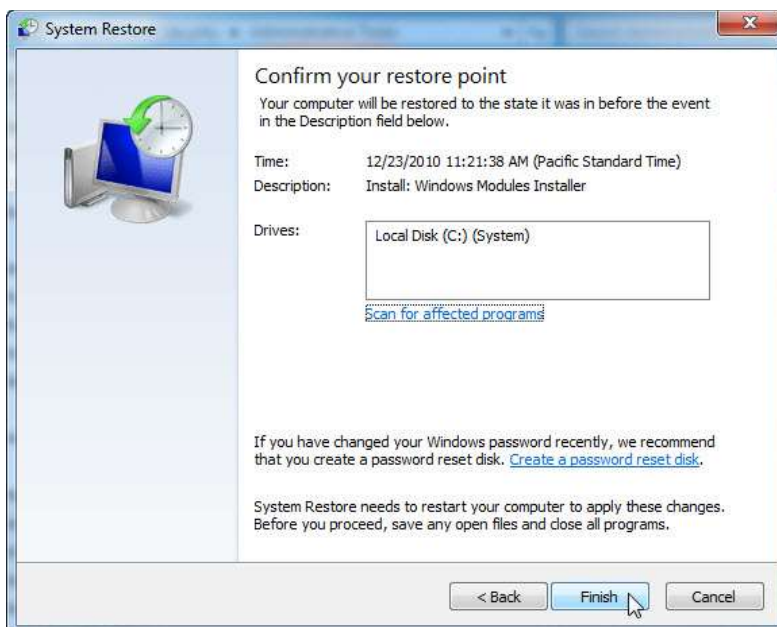 System Restore
Confirm your restore point
Your computer will be restored to the state it was in before the event
in the Description field below.
Time: 12/23/2010 11:21:38 AM (Pacific Standard Time)
Description: Install: Windows Modules Installer
Drives: Local Disk (C:) (System)
Scan for affected programs
If you have changed your Windows password recently, we recommend
that you create a password reset disk. Create a password reset disk.
System Restore needs to restart your computer to apply these changes.
Before you proceed, save any open files and close all programs.
< Back Finish Cancel